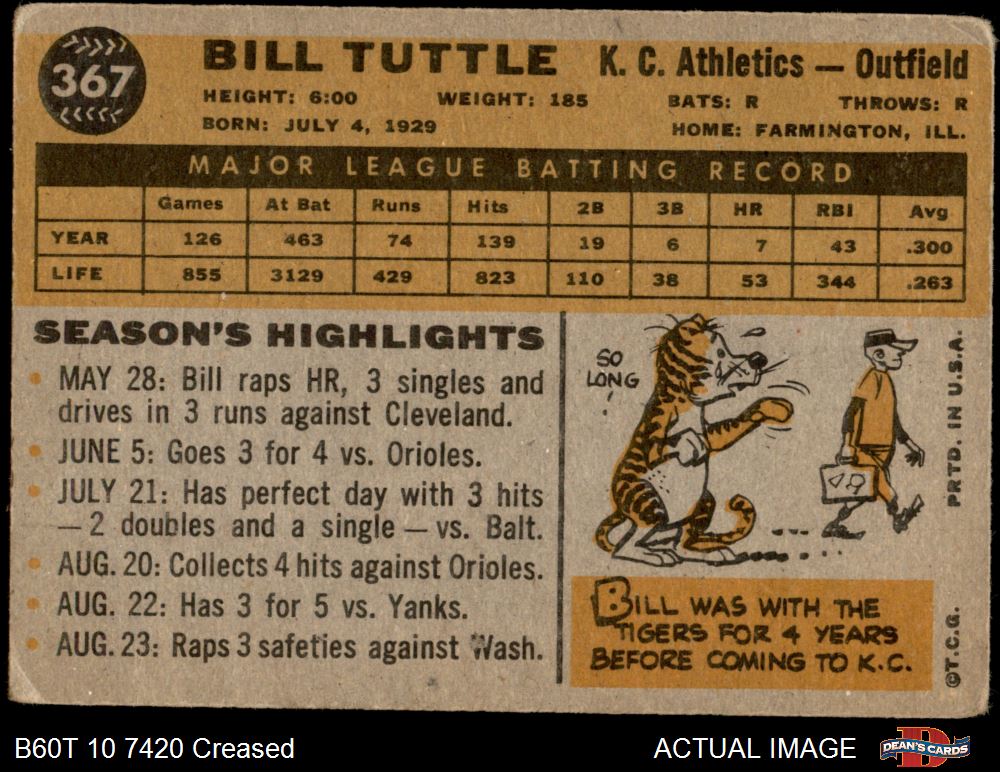 367
BILL TUTTLE K. C. Athletics — Outfield
HEIGHT: 6:00 WEIGHT: 185 BATS: R THROWS: R
BORN: JULY 4, 1929 HOME: FARMINGTON, ILL.
MAJOR LEAGUE BATTING RECORD
Games At Bat Runs Hits 2B 3B HR RBI Avg
YEAR 126 463 74 139 19 6 7 43 .300
LIFE 855 3129 429 823 110 38 53 344 .263
SEASON'S HIGHLIGHTS
• MAY 28: Bill raps HR, 3 singles and
drives in 3 runs against Cleveland.
• JUNE 5: Goes 3 for 4 vs. Orioles.
• JULY 21: Has perfect day with 3 hits
— 2 doubles and a single — vs. Balt.
• AUG. 20: Collects 4 hits against Orioles.
• AUG. 22: Has 3 for 5 vs. Yanks.
• AUG. 23: Raps 3 safeties against Wash.
SO
LONG
BILL WAS WITH THE
TIGERS FOR 4 YEARS
BEFORE COMING TO K.C.
©T.C.G. PRTD. IN U.S.A.
B60T 10 7420 Creased ACTUAL IMAGE
D
DEAN'S CARDS